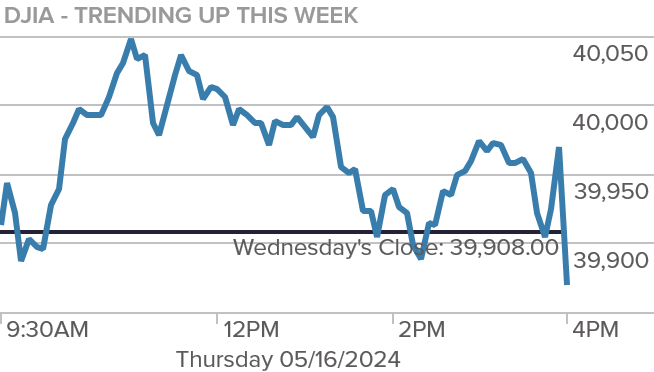 DJIA - TRENDING UP THIS WEEK
40,050
40,000
39,950
Wednesday's Close: 39,908.00
39,900
9:30AM 12PM 2PM 4PM
Thursday 05/16/2024